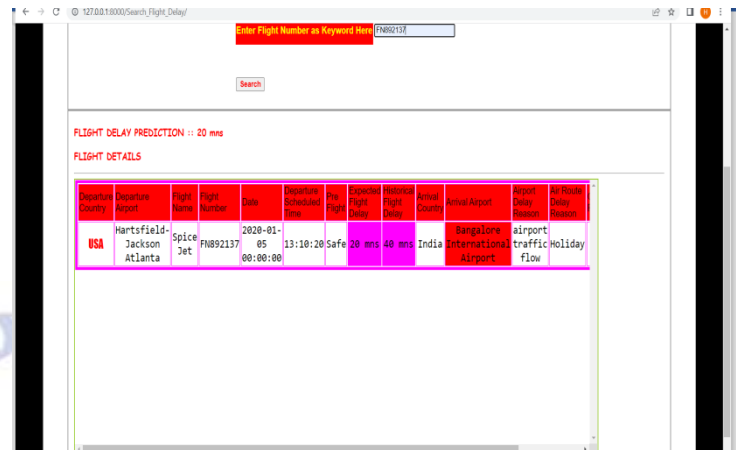 127.0.0.1:8000/Search_Flight_Delay/
H
Enter Flight Number as Keyword Here FN892137
Search
FLIGHT DELAY PREDICTION :: 20 mns
FLIGHT DETAILS
Departure Country Departure Airport Flight Name Flight Number Date Departure Scheduled Time Pre Flight Expected Flight Delay Historical Flight Delay Arrival Country Arrival Airport Airport Delay Reason Air Route Delay Reason
USA Hartsfield-Jackson Atlanta Spice Jet FN892137 2020-01-05 00:00:00 13:10:20 Safe 20 mns 40 mns India Bangalore International Airport airport traffic flow Holiday